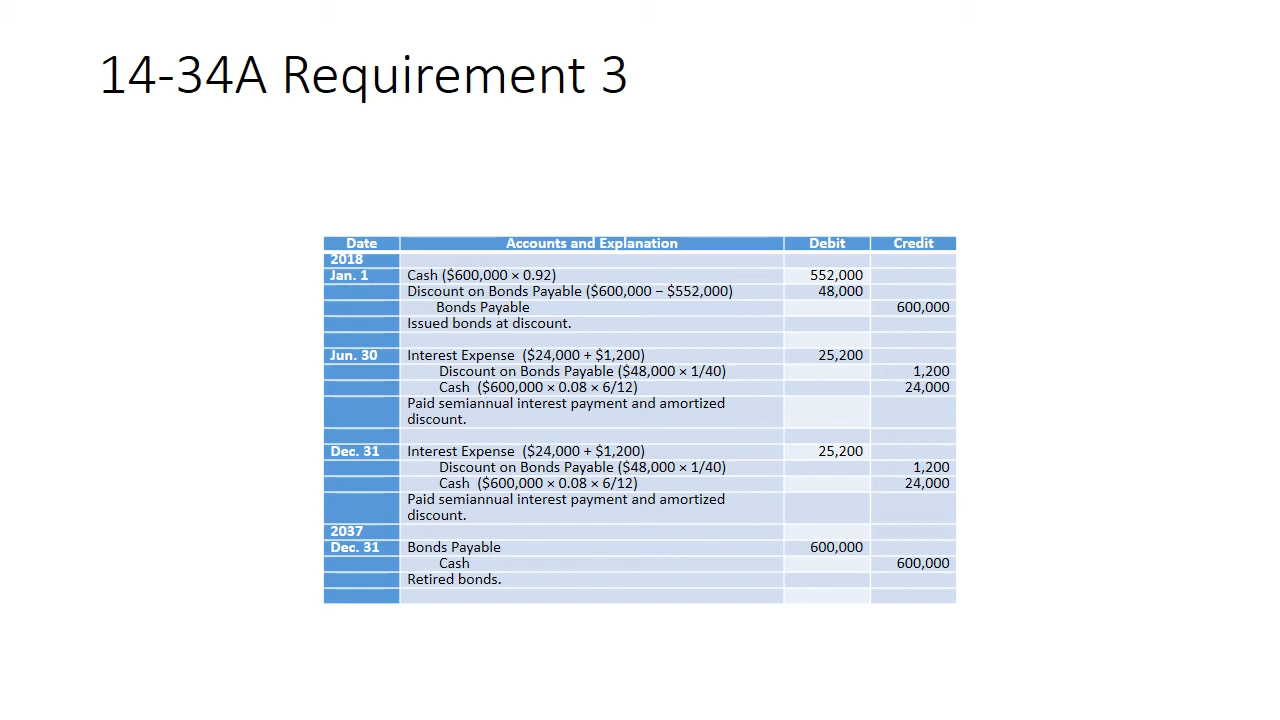 14-34A Requirement 3
Date Accounts and Explanation Debit Credit
2018
Jan. 1 Cash ($600,000 × 0.92) 552,000
Discount on Bonds Payable ($600,000 − $552,000) 48,000
Bonds Payable 600,000
Issued bonds at discount.
Jun. 30 Interest Expense ($24,000 + $1,200) 25,200
Discount on Bonds Payable ($48,000 × 1/40) 1,200
Cash ($600,000 × 0.08 × 6/12) 24,000
Paid semiannual interest payment and amortized
discount.
Dec. 31 Interest Expense ($24,000 + $1,200) 25,200
Discount on Bonds Payable ($48,000 × 1/40) 1,200
Cash ($600,000 × 0.08 × 6/12) 24,000
Paid semiannual interest payment and amortized
discount.
2037
Dec. 31 Bonds Payable 600,000
Cash 600,000
Retired bonds.